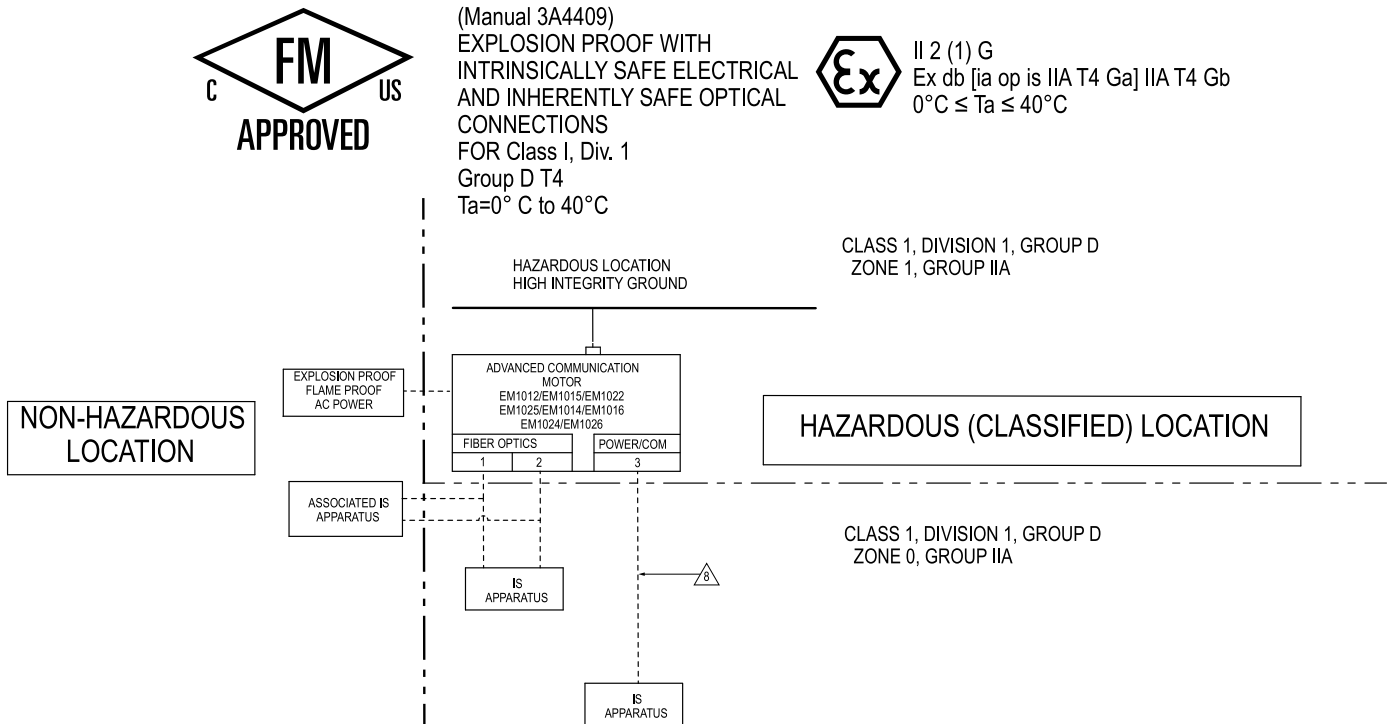 FM
C
US
APPROVED
(Manual 3A4409)
EXPLOSION PROOF WITH
INTRINSICALLY SAFE ELECTRICAL
AND INHERENTLY SAFE OPTICAL
CONNECTIONS
FOR Class I, Div. 1
Group D T4
Ta=0° C to 40°C
Ex
II 2 (1) G
Ex db [ia op is IIA T4 Ga] IIA T4 Gb
0°C ≤ Ta ≤ 40°C
CLASS 1, DIVISION 1, GROUP D
ZONE 1, GROUP IIA
HAZARDOUS LOCATION
HIGH INTEGRITY GROUND
EXPLOSION PROOF
FLAME PROOF
AC POWER
ADVANCED COMMUNICATION
MOTOR
EM1012/EM1015/EM1022
EM1025/EM1014/EM1016
EM1024/EM1026
FIBER OPTICS
POWER/COM
1
2
3
NON-HAZARDOUS
LOCATION
HAZARDOUS (CLASSIFIED) LOCATION
ASSOCIATED IS
APPARATUS
CLASS 1, DIVISION 1, GROUP D
ZONE 0, GROUP IIA
IS
APPARATUS
8
IS
APPARATUS